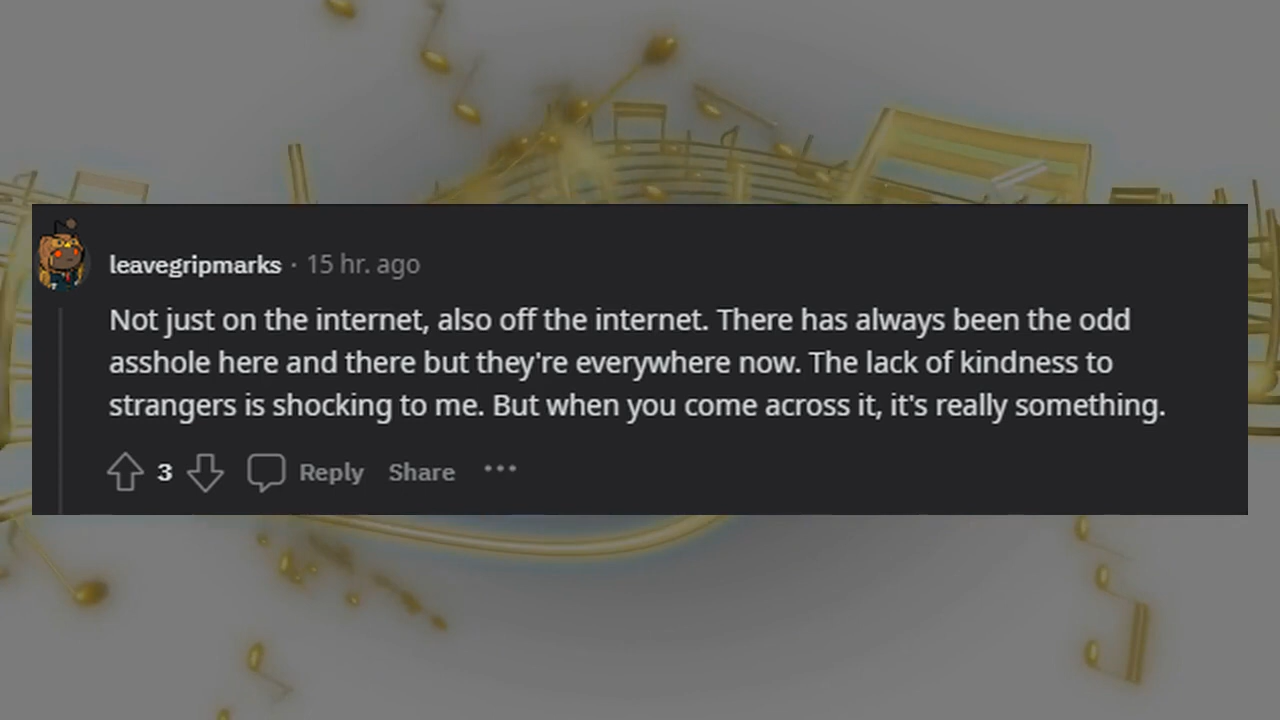 leavegripmarks · 15 hr. ago
Not just on the internet, also off the internet. There has always been the odd
asshole here and there but they're everywhere now. The lack of kindness to
strangers is shocking to me. But when you come across it, it's really something.
3 Reply Share •••